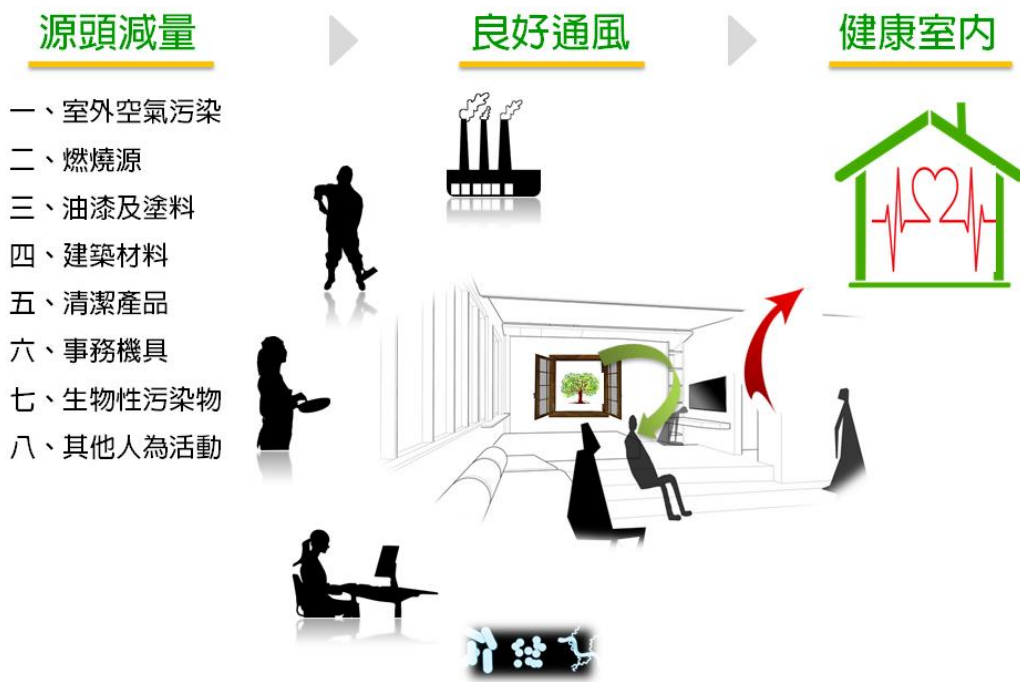 源頭減量
良好通風
健康室內
一、室外空氣污染
二、燃燒源
三、油漆及塗料
四、建築材料
五、清潔產品
六、事務機具
七、生物性污染物
八、其他人為活動